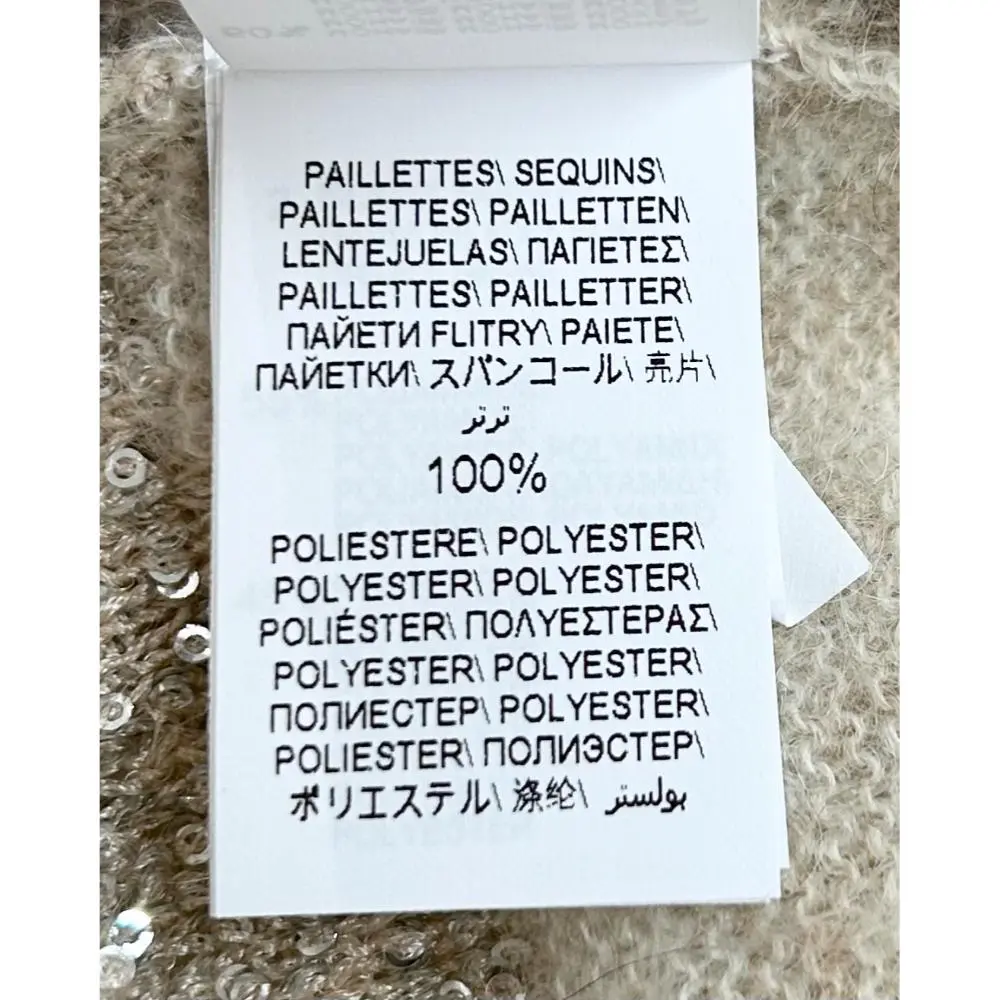 PAILLETTES\ SEQUINS\
PAILLETTES\ PAILLETTEN\
LENTEJUELAS\ ΠΑΓΙΕΤΕΣ\
PAILLETTES\ PAILLETTER\
ПАЙЕТИ FLITRY\ PAIETE\
ПАЙЕТКИ\ スパンコール\ 亮片\
ترتر
100%
POLIESTERE\ POLYESTER\
POLYESTER\ POLYESTER\
POLIÉSTER\ ΠΟΛΥΕΣΤΕΡΑΣ\
POLYESTER\ POLYESTER\
ПОЛИЕСТЕР\ POLYESTER\
POLIESTER\ ПОЛИЭСТЕР\
ポリエステル\ 涤纶\ بولستر